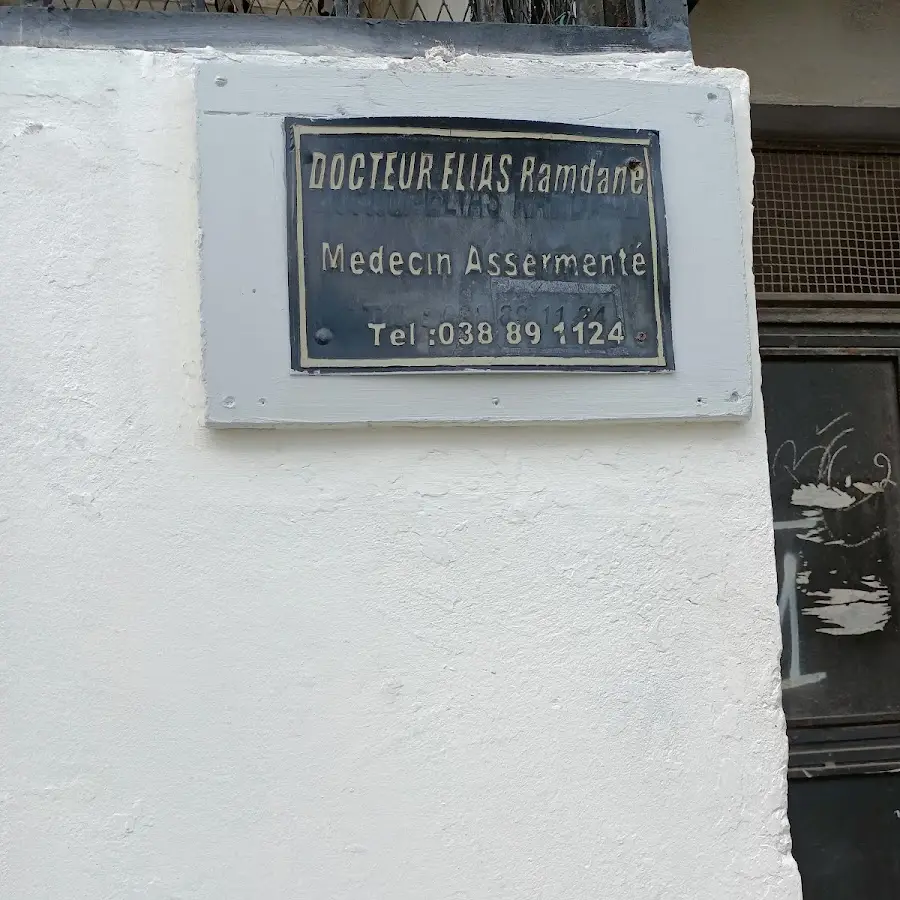 DOCTEUR ELIAS Ramdane
Medecin Assermenté
Tel :038 89 1124